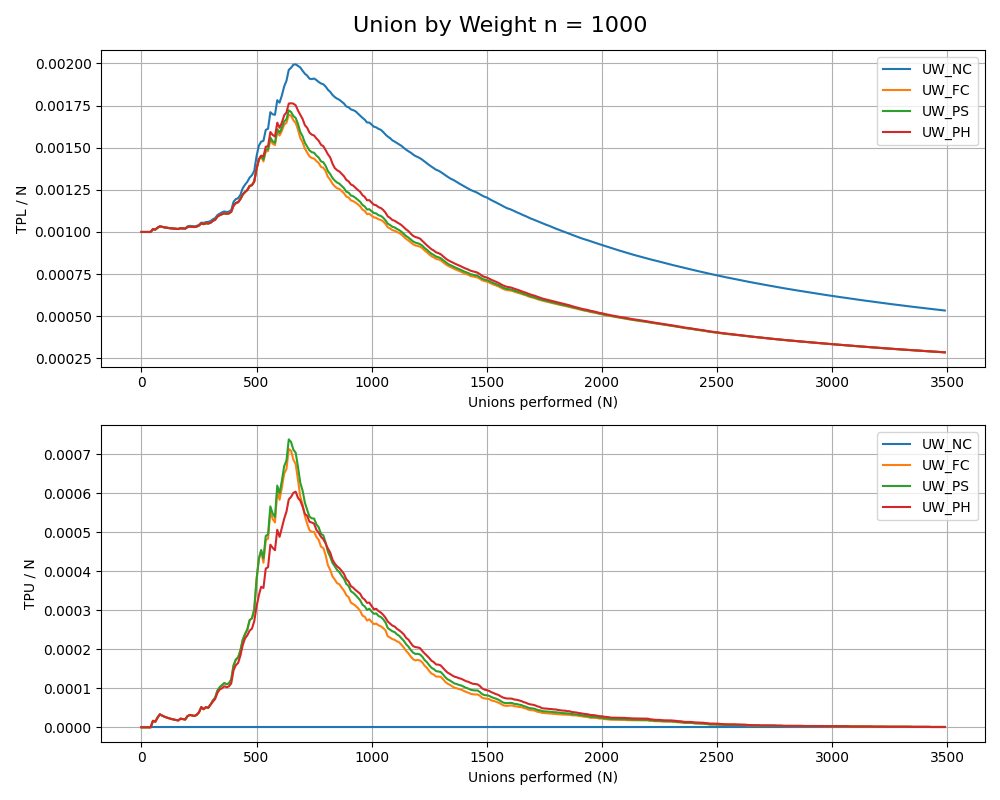 Union by Weight n = 1000
TPL / N
0.00200
0.00175
0.00150
0.00125
0.00100
0.00075
0.00050
0.00025
UW_NC
UW_FC
UW_PS
UW_PH
0 500 1000 1500 2000 2500 3000 3500
Unions performed (N)
TPU / N
0.0007
0.0006
0.0005
0.0004
0.0003
0.0002
0.0001
0.0000
UW_NC
UW_FC
UW_PS
UW_PH
0 500 1000 1500 2000 2500 3000 3500
Unions performed (N)